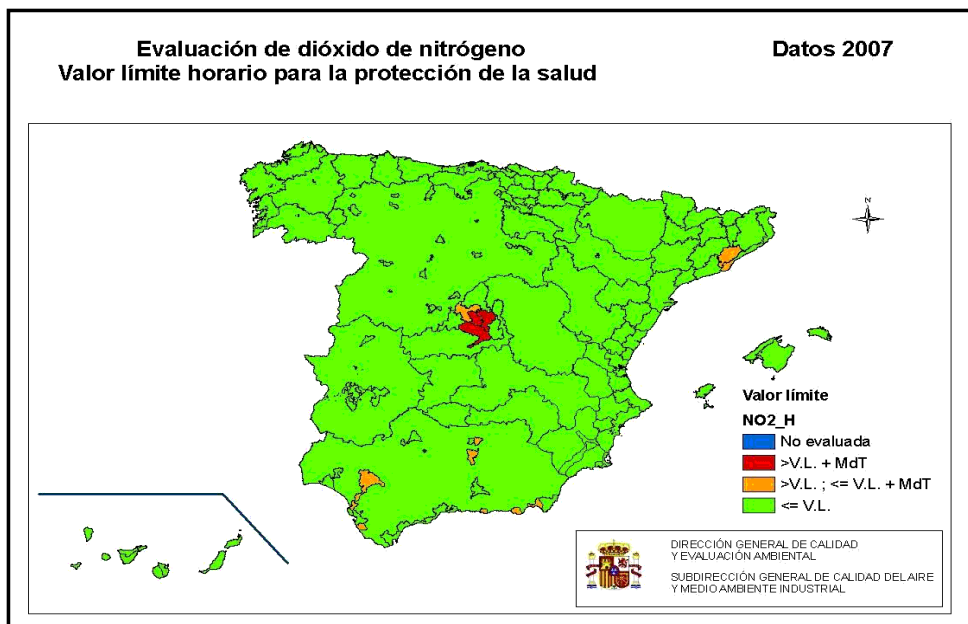 Evaluación de dióxido de nitrógeno
Valor límite horario para la protección de la salud
Datos 2007
N
Valor límite
NO2_H
No evaluada
>V.L. + MdT
>V.L. ; <= V.L. + MdT
<= V.L.
DIRECCIÓN GENERAL DE CALIDAD
Y EVALUACIÓN AMBIENTAL
SUBDIRECCIÓN GENERAL DE CALIDAD DEL AIRE
Y MEDIO AMBIENTE INDUSTRIAL